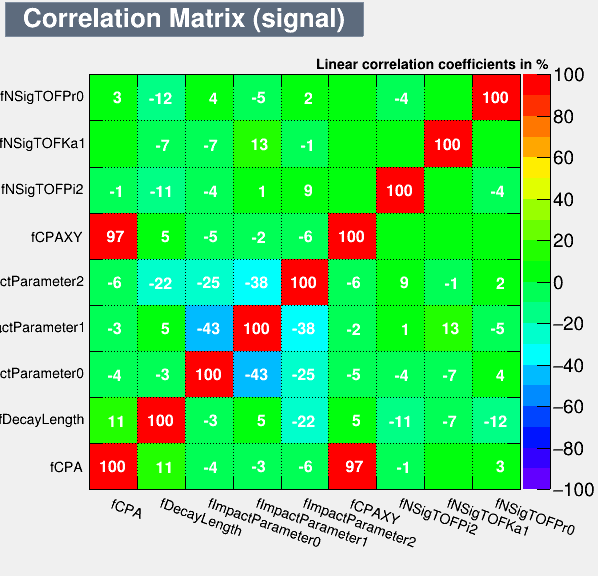 Correlation Matrix (signal)
Linear correlation coefficients in %
fNSigTOFPr0 3 -12 4 -5 2 -4 100
fNSigTOFKa1 -7 -7 13 -1 100
fNSigTOFPi2 -1 -11 -4 1 9 100 -4
fCPAXY 97 5 -5 -2 -6 100
ctParameter2 -6 -22 -25 -38 100 -6 9 -1 2
ctParameter1 -3 5 -43 100 -38 -2 1 13 -5
ctParameter0 -4 -3 100 -43 -25 -5 -4 -7 4
fDecayLength 11 100 -3 5 -22 5 -11 -7 -12
fCPA 100 11 -4 -3 -6 97 -1 3
fCPA fDecayLength fImpactParameter0 fImpactParameter1 fImpactParameter2 fCPAXY fNSigTOFPi2 fNSigTOFKa1 fNSigTOFPr0
100
80
60
40
20
0
−20
−40
−60
−80
−100